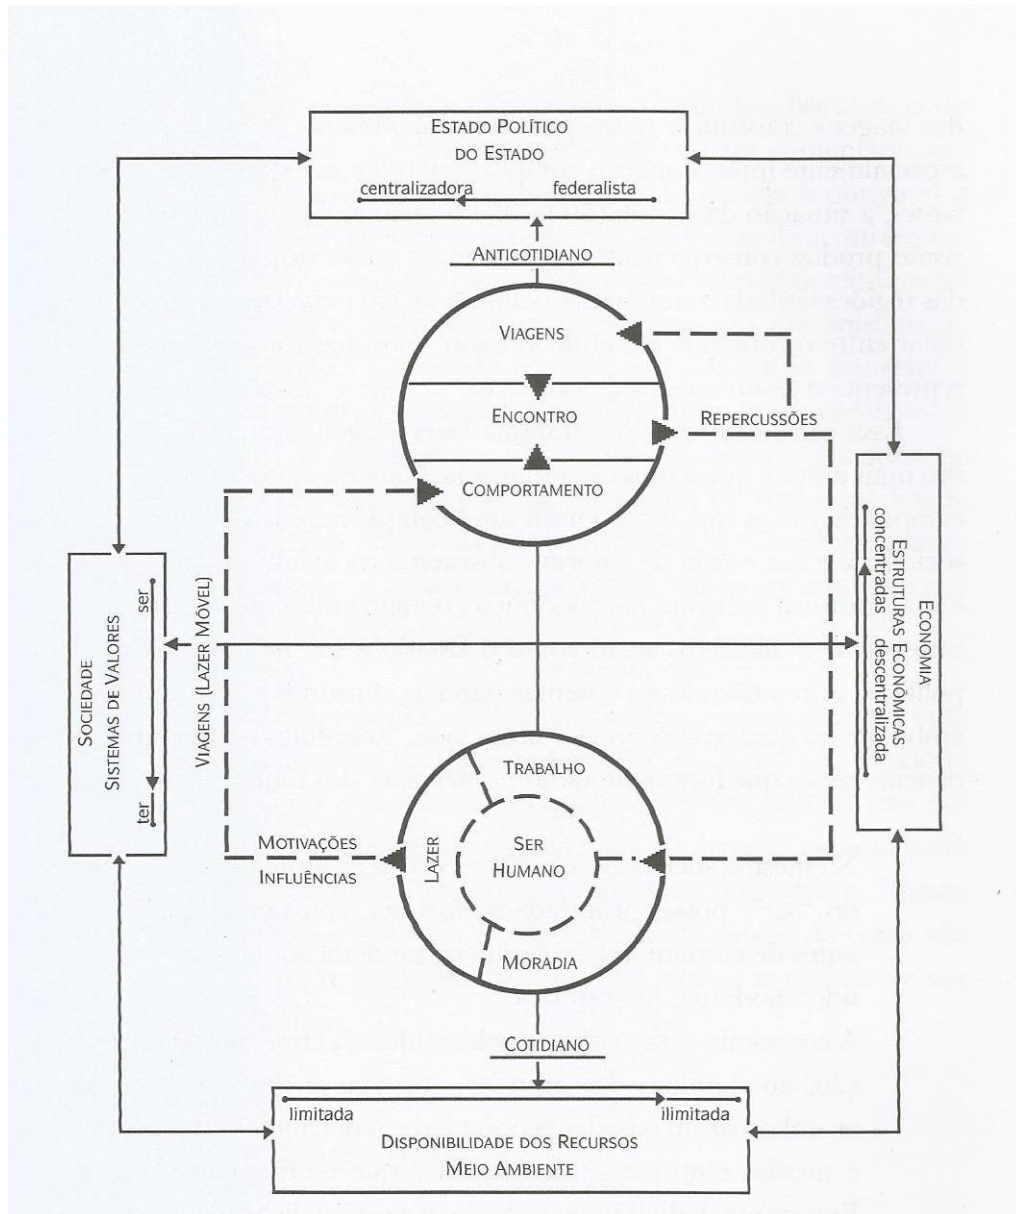 ESTADO POLÍTICO
DO ESTADO
centralizadora federalista
ANTICOTIDIANO
VIAGENS
ENCONTRO
REPERCUSSÕES
COMPORTAMENTO
SOCIEDADE
SISTEMAS DE VALORES
ser
ter
VIAGENS (LAZER MÓVEL)
ECONOMIA
ESTRUTURAS ECONÔMICAS
concentradas descentralizada
TRABALHO
MOTIVAÇÕES
INFLUÊNCIAS
LAZER
SER
HUMANO
MORADIA
COTIDIANO
limitada ilimitada
DISPONIBILIDADE DOS RECURSOS
MEIO AMBIENTE